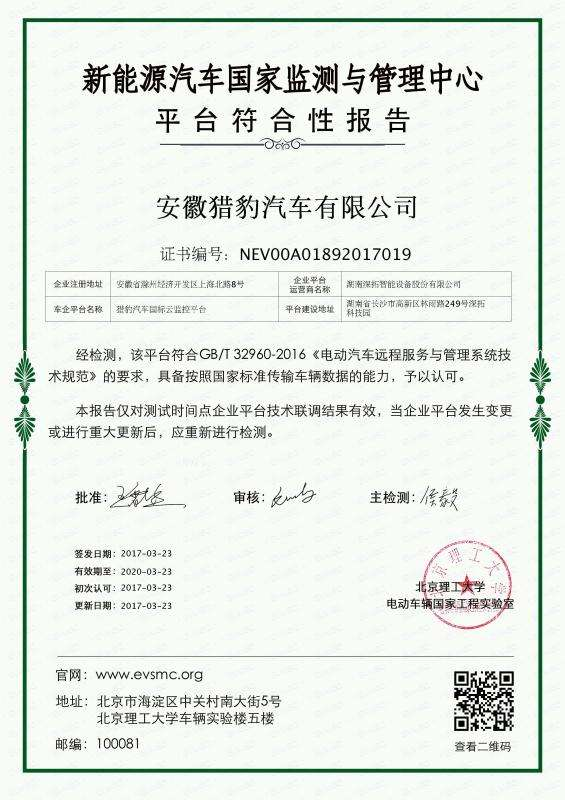 新能源汽车国家监测与管理中心
平台符合性报告
安徽猎豹汽车有限公司
证书编号：NEV00A01892017019
企业注册地址 安徽省滁州经济开发区上海北路8号 企业平台运营商名称 湖南深拓智能设备股份有限公司
车企平台名称 猎豹汽车国标云监控平台 平台建设地址 湖南省长沙市高新区林语路249号深拓科技园
经检测，该平台符合GB/T 32960-2016《电动汽车远程服务与管理系统技
术规范》的要求，具备按照国家标准传输车辆数据的能力，予以认可。
本报告仅对测试时间点企业平台技术联调结果有效，当企业平台发生变更
或进行重大更新后，应重新进行检测。
批准： 审核： 主检测：侯毅
签发日期：2017-03-23
有效期至：2020-03-23
初次认可：2017-03-23
更新日期：2017-03-23
北京理工大学
北京理工大学
电动车辆国家工程实验室
官网：www.evsmc.org
地址：北京市海淀区中关村南大街5号
北京理工大学车辆实验楼五楼
邮编：100081
查看二维码